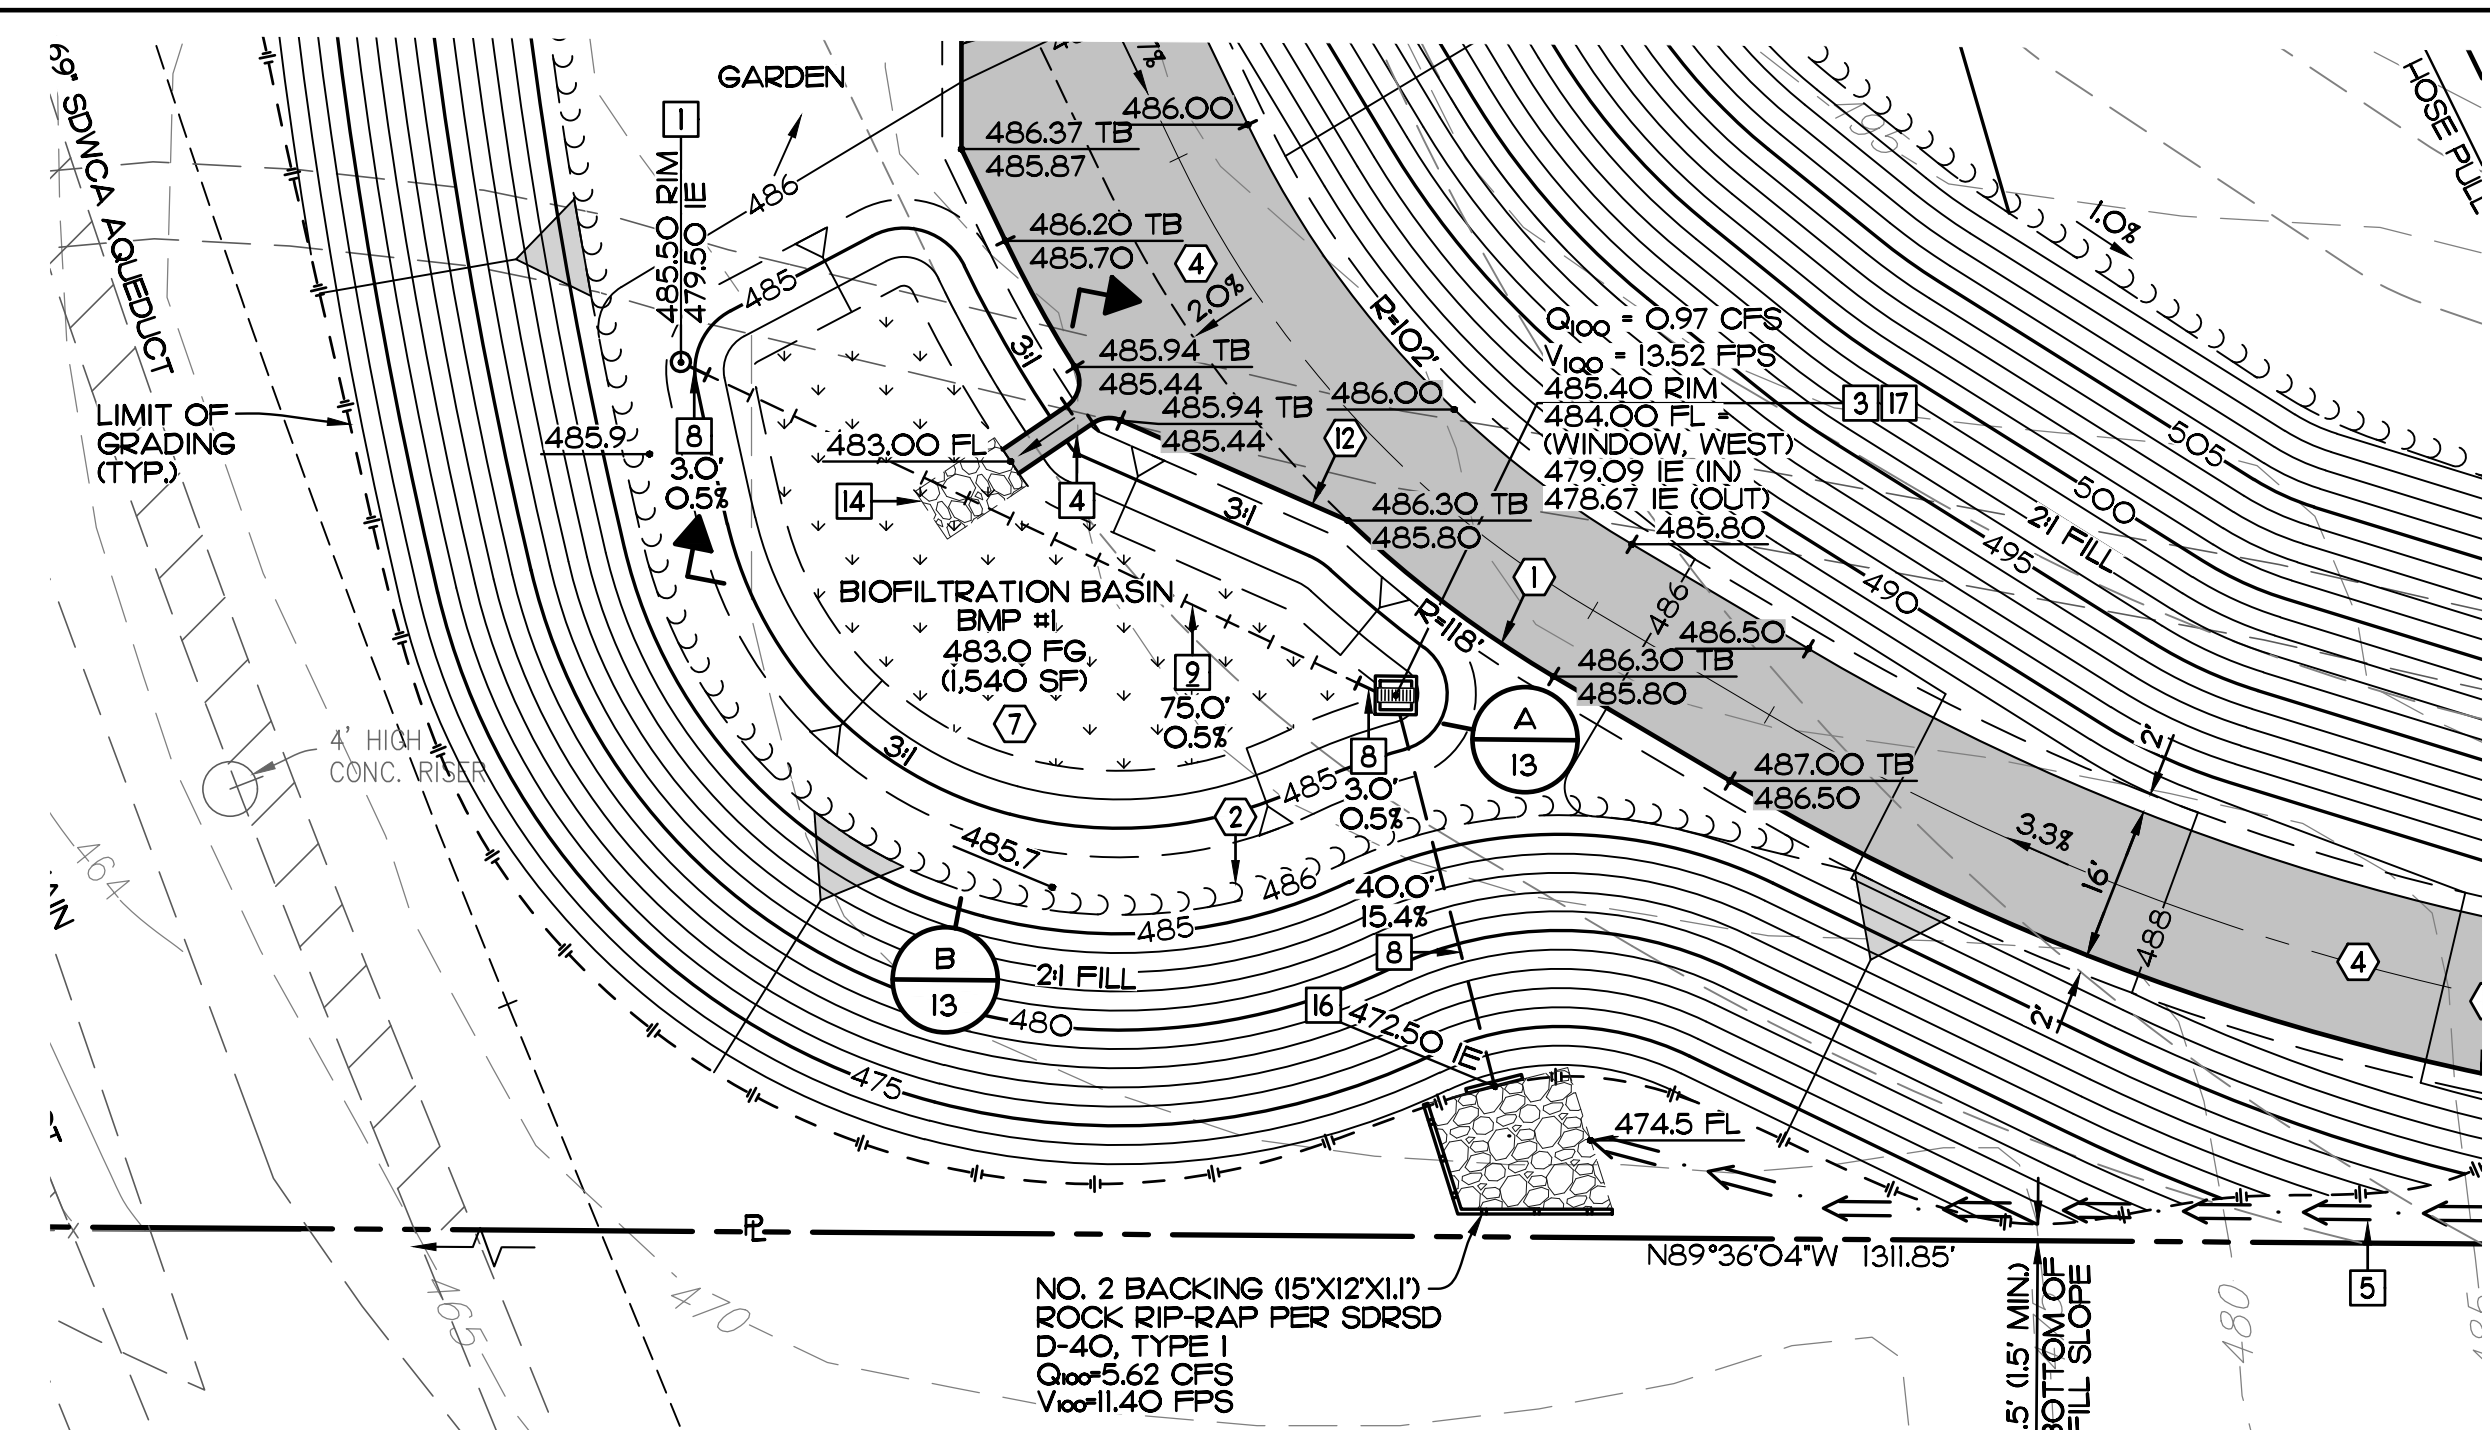 69" SDWCA AQUEDUCT
GARDEN
1
485.50 RIM
479.50 IE
486
486.00
486.37 TB
485.87
486.20 TB
485.70
4
2.0%
485
3:1
485.94 TB
485.44
485.94 TB
485.44
486.00
R=102'
Q100 = 0.97 CFS
V100 = 13.52 FPS
485.40 RIM
484.00 FL =
(WINDOW, WEST)
479.09 IE (IN)
478.67 IE (OUT)
3
17
495
1.0%
HOSE PULL
LIMIT OF
GRADING
(TYP.)
485.9
8
3.0'
0.5%
483.00 FL
14
4
12
3:1
486.30 TB
485.80
485.80
505
500
2:1 FILL
495
490
BIOFILTRATION BASIN
BMP #1
483.0 FG
(1,540 SF)
7
9
75.0'
0.5%
R=118'
1
486
486.50
486.30 TB
485.80
A
13
8
3.0'
0.5%
485
3:1
4' HIGH
CONC. RISER
487.00 TB
486.50
2'
3.3%
16'
488
2'
4
464
2
485.7
486
485
40.0'
15.4%
8
B
13
2:1 FILL
480
16
472.50 IE
475
474.5 FL
PL
N89°36'04"W 1311.85'
5
NO. 2 BACKING (15'X12'X1.1')
ROCK RIP-RAP PER SDRSD
D-40, TYPE 1
Q100=5.62 CFS
V100=11.40 FPS
465
470
.5' (1.5' MIN.)
BOTTOM OF
FILL SLOPE
480
485